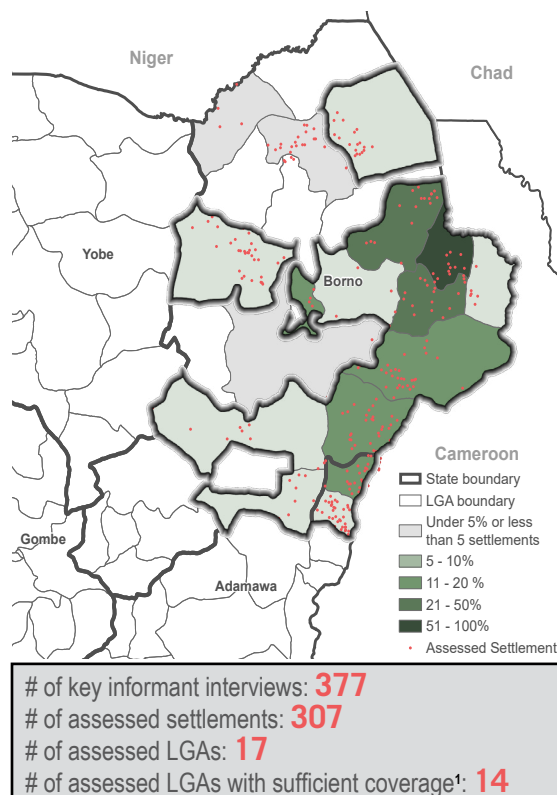 Niger
Chad
Yobe
Borno
Cameroon
State boundary
LGA boundary
Under 5% or less
than 5 settlements
5 - 10%
11 - 20 %
21 - 50%
51 - 100%
Assessed Settlement
Gombe
Adamawa
# of key informant interviews: 377
# of assessed settlements: 307
# of assessed LGAs: 17
# of assessed LGAs with sufficient coverage¹: 14